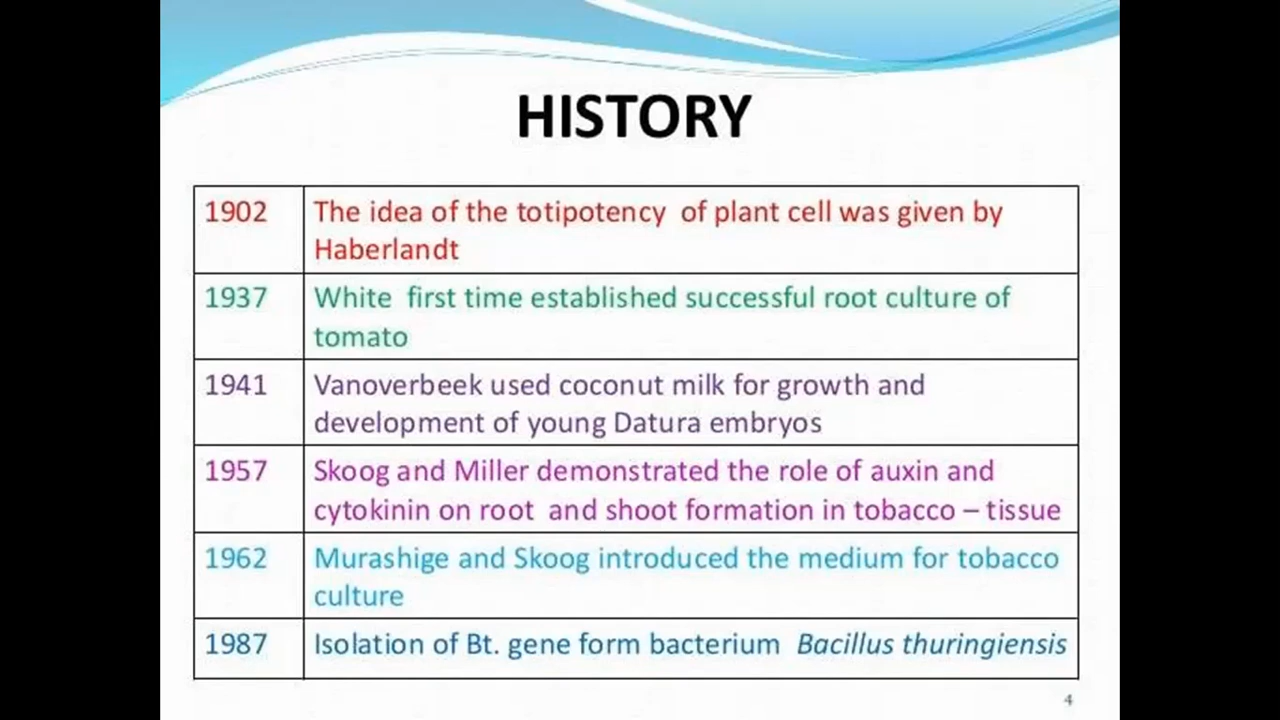 HISTORY
1902 The idea of the totipotency of plant cell was given by
Haberlandt
1937 White first time established successful root culture of
tomato
1941 Vanoverbeek used coconut milk for growth and
development of young Datura embryos
1957 Skoog and Miller demonstrated the role of auxin and
cytokinin on root and shoot formation in tobacco – tissue
1962 Murashige and Skoog introduced the medium for tobacco
culture
1987 Isolation of Bt. gene form bacterium Bacillus thuringiensis
4